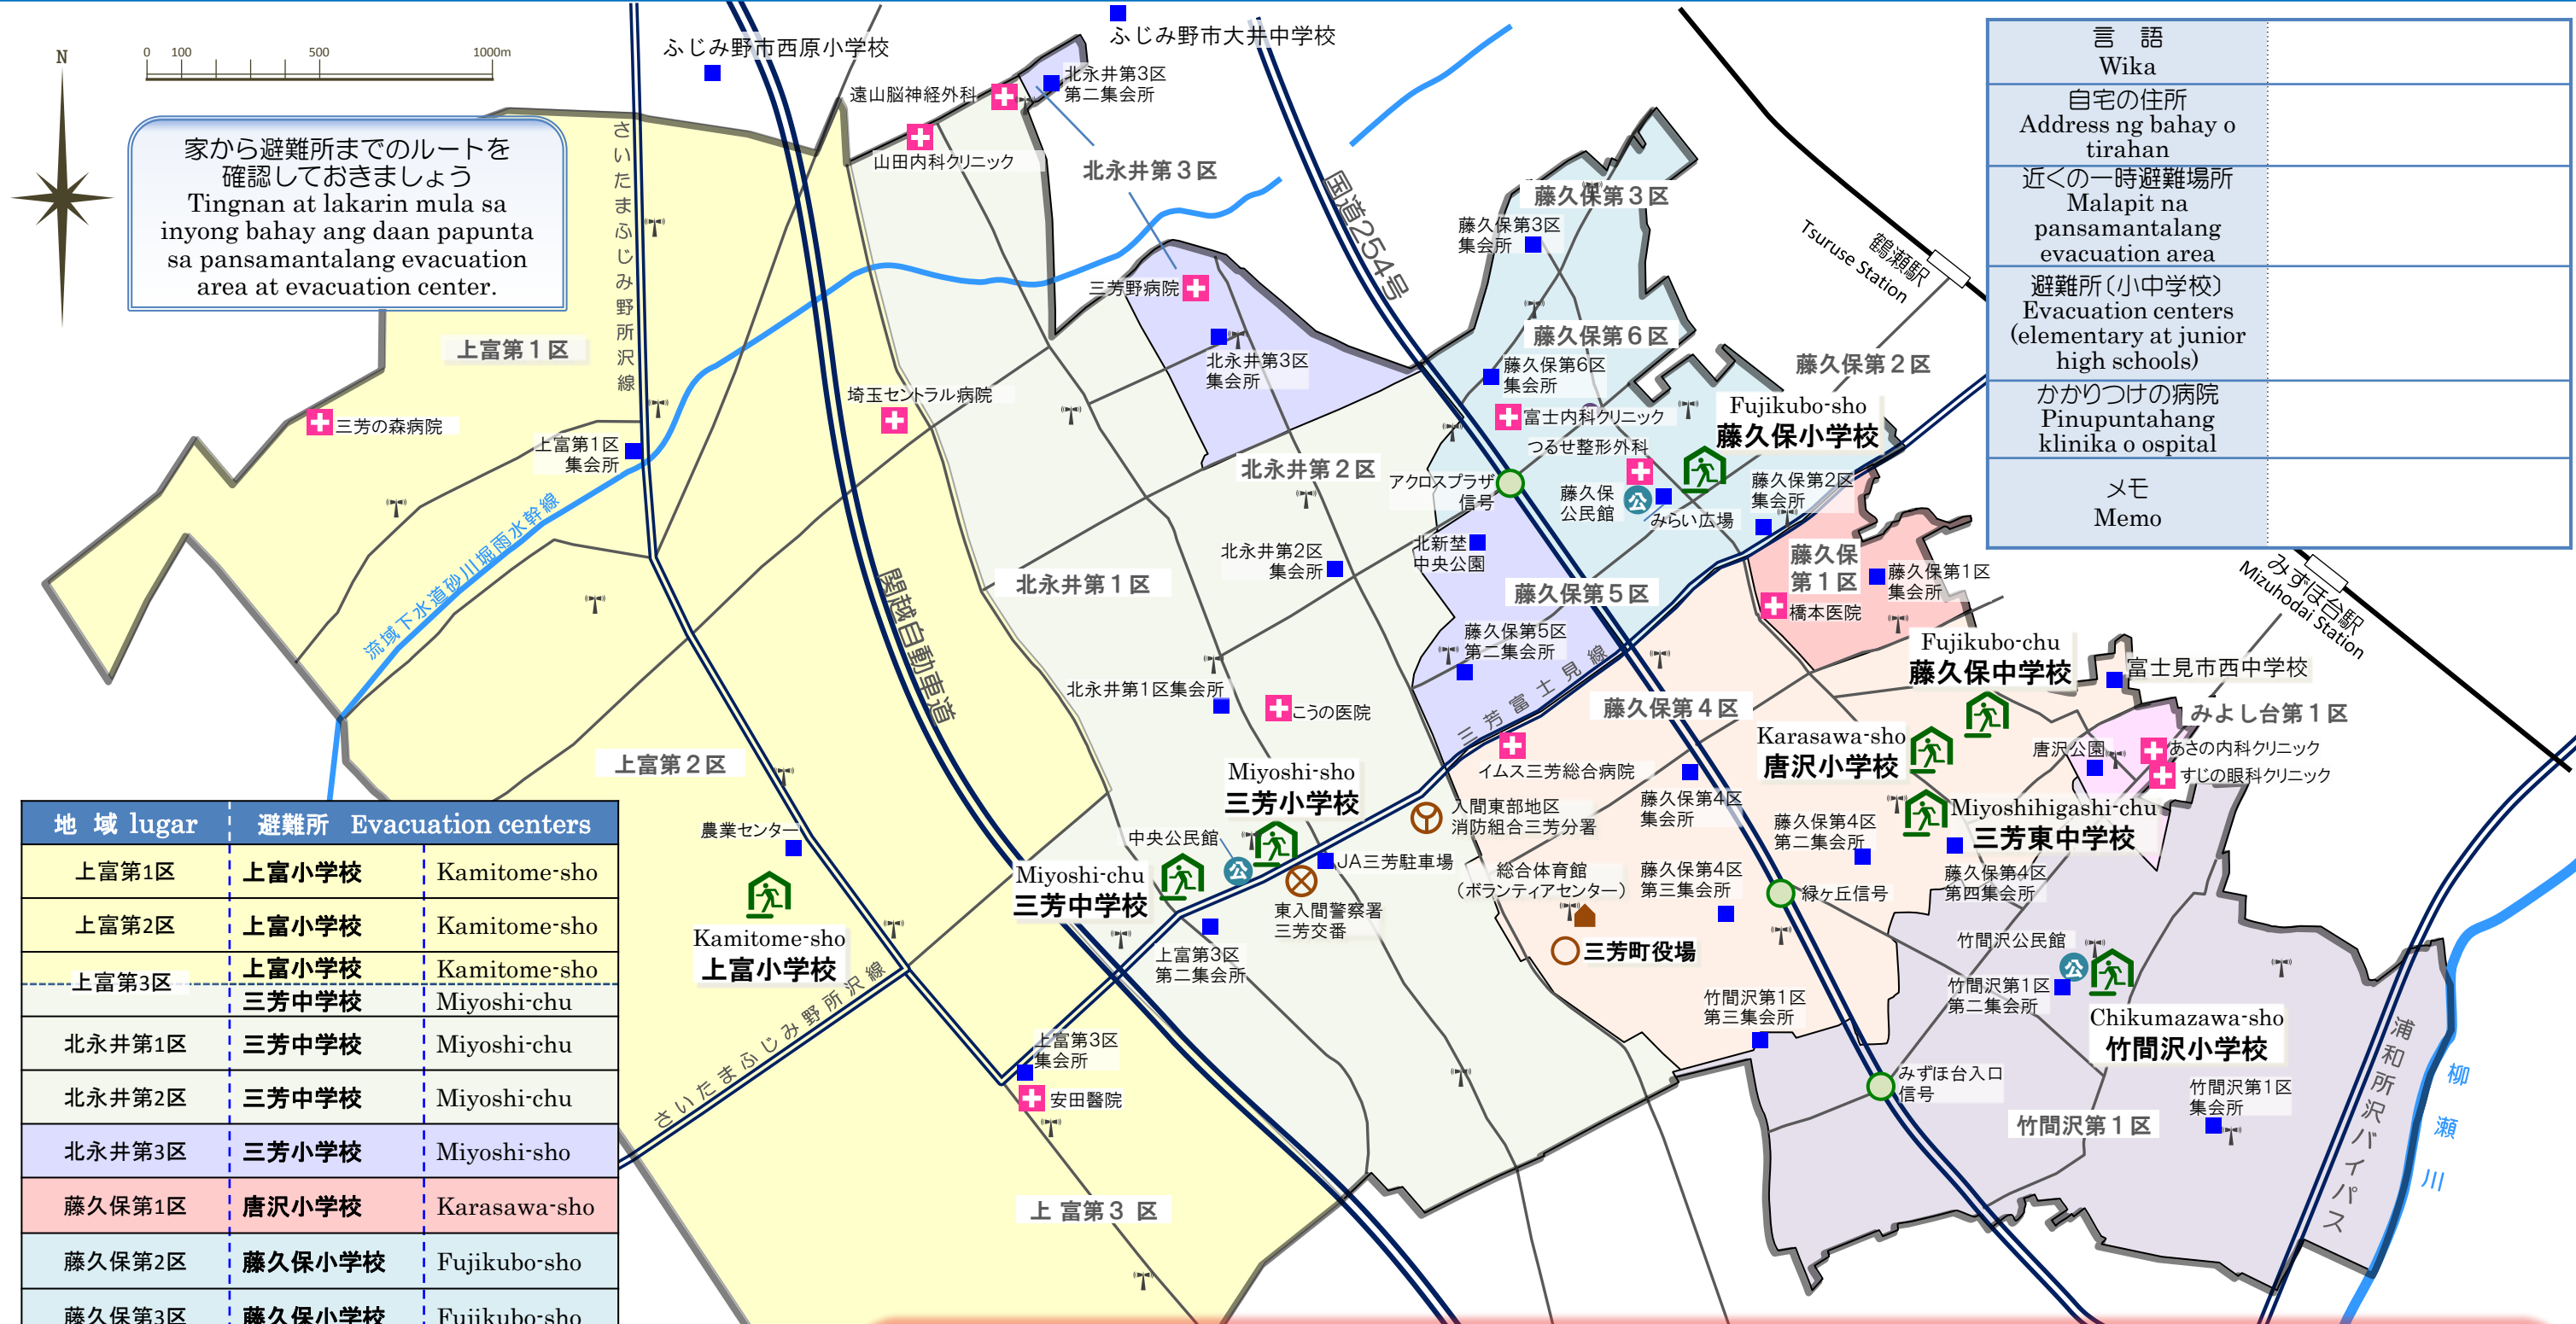 N
0 100 500 1000m
家から避難所までのルートを
確認しておきましょう
Tingnan at lakarin mula sa
inyong bahay ang daan papunta
sa pansamantalang evacuation
area at evacuation center.
ふじみ野市西原小学校
ふじみ野市大井中学校
遠山脳神経外科
北永井第3区
第二集会所
山田内科クリニック
北永井第3区
さいたまふじみ野所沢線
国道254号
藤久保第3区
藤久保第3区
集会所
鶴瀬駅
Tsuruse Station
言 語
Wika
自宅の住所
Address ng bahay o
tirahan
近くの一時避難場所
Malapit na
pansamantalang
evacuation area
避難所〔小中学校〕
Evacuation centers
(elementary at junior
high schools)
かかりつけの病院
Pinupuntahang
klinika o ospital
メモ
Memo
三芳野病院
上富第1区
北永井第3区
集会所
藤久保第6区
藤久保第6区
集会所
藤久保第2区
埼玉セントラル病院
三芳の森病院
上富第1区
集会所
富士内科クリニック
つるせ整形外科
Fujikubo-sho
藤久保小学校
北永井第2区
アクロスプラザ
信号
藤久保
公民館
みらい広場
藤久保第2区
集会所
流域下水道砂川堀雨水幹線
北永井第2区
集会所
北新埜
中央公園
北永井第1区
関越自動車道
藤久保第5区
藤久保
第1区
藤久保第1区
集会所
橋本医院
みずほ台駅
Mizuhodai Station
藤久保第5区
第二集会所
三芳富士見線
Fujikubo-chu
藤久保中学校
富士見市西中学校
北永井第1区集会所
こうの医院
藤久保第4区
みよし台第1区
Karasawa-sho
唐沢小学校
唐沢公園
あさの内科クリニック
すじの眼科クリニック
上富第2区
イムス三芳総合病院
Miyoshi-sho
三芳小学校
入間東部地区
消防組合三芳分署
藤久保第4区
集会所
Miyoshihigashi-chu
三芳東中学校
藤久保第4区
第二集会所
農業センター
中央公民館
公
JA三芳駐車場
Miyoshi-chu
三芳中学校
総合体育館
(ボランティアセンター)
藤久保第4区
第三集会所
藤久保第4区
第四集会所
緑ヶ丘信号
東入間警察署
三芳交番
Kamitome-sho
上富小学校
上富第3区
第二集会所
三芳町役場
竹間沢公民館
公
公
竹間沢第1区
第二集会所
竹間沢第1区
第三集会所
Chikumazawa-sho
竹間沢小学校
さいたまふじみ野所沢線
上富第3区
集会所
安田醫院
みずほ台入口
信号
竹間沢第1区
集会所
竹間沢第1区
浦和所沢バイパス
柳瀬川
上富第3区
地 域 lugar 避難所 Evacuation centers
上富第1区 上富小学校 Kamitome-sho
上富第2区 上富小学校 Kamitome-sho
上富第3区 上富小学校 Kamitome-sho
三芳中学校 Miyoshi-chu
北永井第1区 三芳中学校 Miyoshi-chu
北永井第2区 三芳中学校 Miyoshi-chu
北永井第3区 三芳小学校 Miyoshi-sho
藤久保第1区 唐沢小学校 Karasawa-sho
藤久保第2区 藤久保小学校 Fujikubo-sho
藤久保第3区 藤久保小学校 Fujikubo-sho